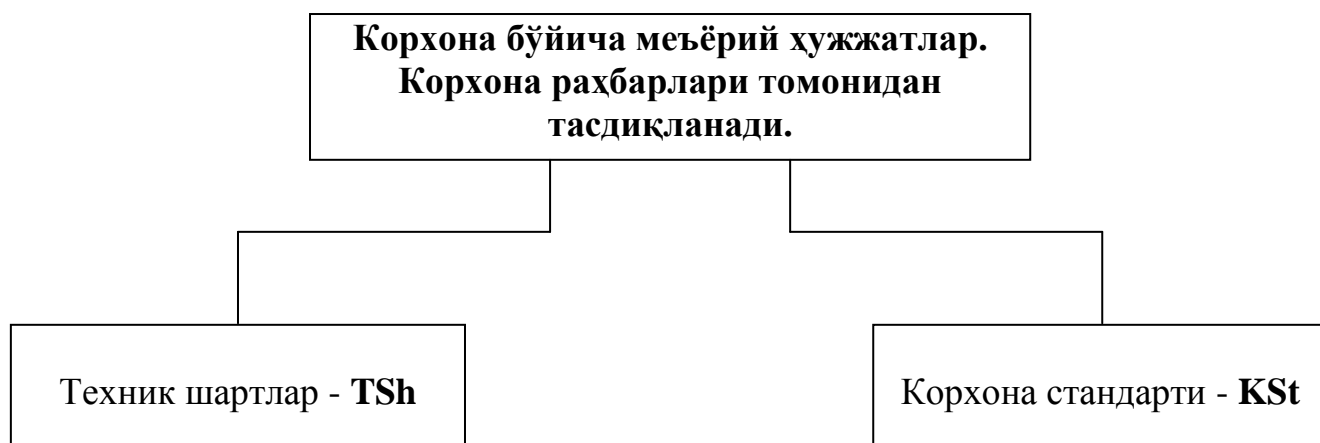 Корхона бўйича меъёрий ҳужжатлар.
Корхона раҳбарлари томонидан
тасдиқланади.
Техник шартлар - TSh
Корхона стандарти - KSt